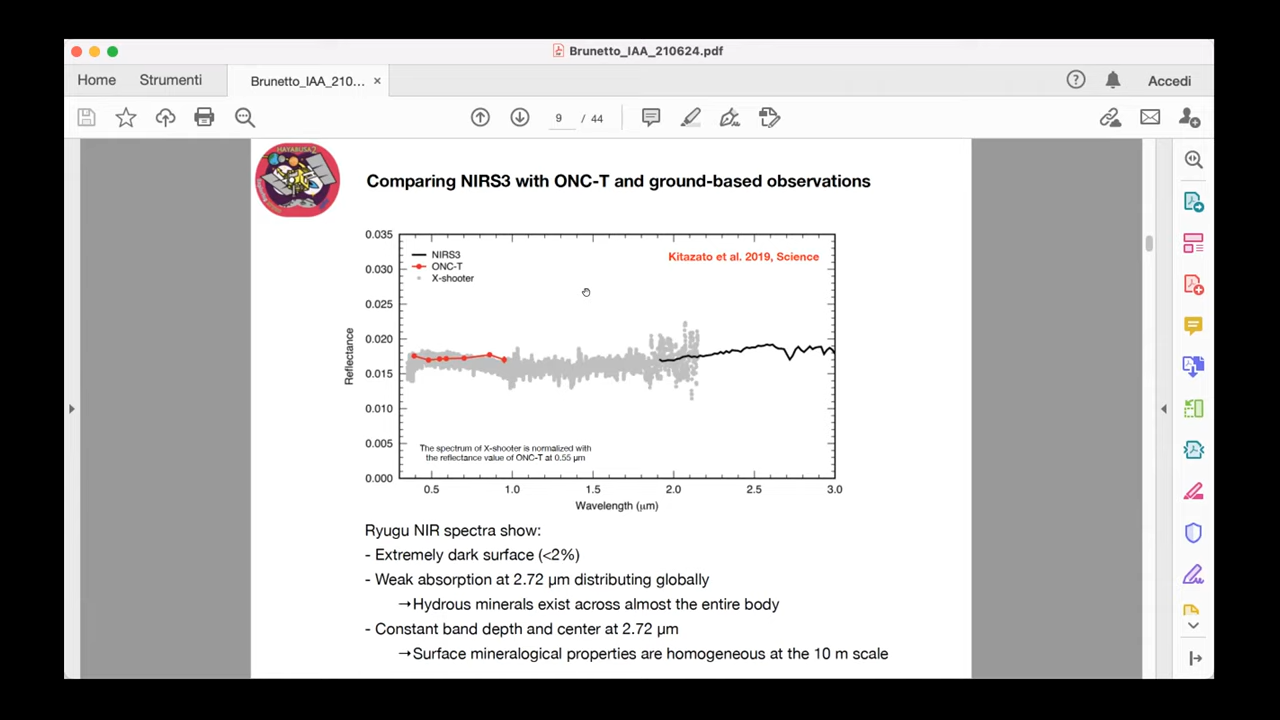 Brunetto_IAA_210624.pdf
Home Strumenti Brunetto_IAA_210... × ? Accedi
9 / 44
HAYABUSA2
Comparing NIRS3 with ONC-T and ground-based observations
0.035
NIRS3
Kitazato et al. 2019, Science
ONC-T
0.030
X-shooter
0.025
0.020
Reflectance
0.015
0.010
0.005
The spectrum of X-shooter is normalized with
the reflectance value of ONC-T at 0.55 μm
0.000
0.5 1.0 1.5 2.0 2.5 3.0
Wavelength (μm)
Ryugu NIR spectra show:
- Extremely dark surface (<2%)
- Weak absorption at 2.72 μm distributing globally
→Hydrous minerals exist across almost the entire body
- Constant band depth and center at 2.72 μm
→Surface mineralogical properties are homogeneous at the 10 m scale